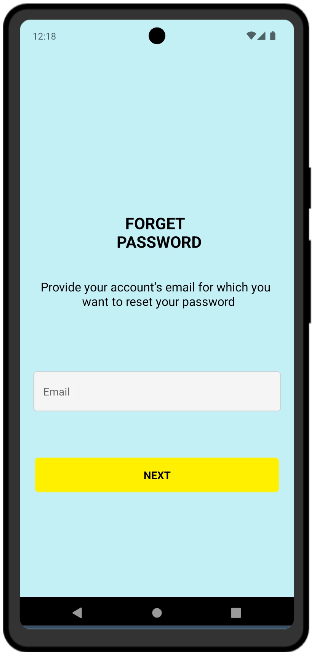 12:18
FORGET
PASSWORD
Provide your account's email for which you
want to reset your password
Email
NEXT